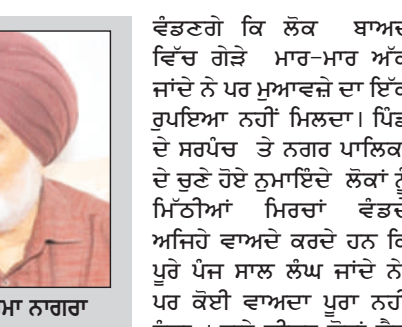 ਵੰਡਣਗੇ ਕਿ ਲੋਕ ਬਾਅਦ
ਵਿੱਚ ਗੇੜੇ ਮਾਰ-ਮਾਰ ਅੱਕ
ਜਾਂਦੇ ਨੇ ਪਰ ਮੁਆਵਜ਼ੇ ਦਾ ਇੱਕ
ਰੁਪਇਆ ਨਹੀਂ ਮਿਲਦਾ। ਪਿੰਡ
ਦੇ ਸਰਪੰਚ ਤੇ ਨਗਰ ਪਾਲਿਕਾ
ਦੇ ਚੁਣੇ ਹੋਏ ਨੁਮਾਇੰਦੇ ਲੋਕਾਂ ਨੂੰ
ਮਿੱਠੀਆਂ ਮਿਰਚਾਂ ਵੰਡਦੇ
ਅਜਿਹੇ ਵਾਅਦੇ ਕਰਦੇ ਹਨ ਕਿ
ਪੂਰੇ ਪੰਜ ਸਾਲ ਲੰਘ ਜਾਂਦੇ ਨੇ
ਪਰ ਕੋਈ ਵਾਅਦਾ ਪੂਰਾ ਨਹੀਂ
ਮਾ ਨਾਗਰਾ